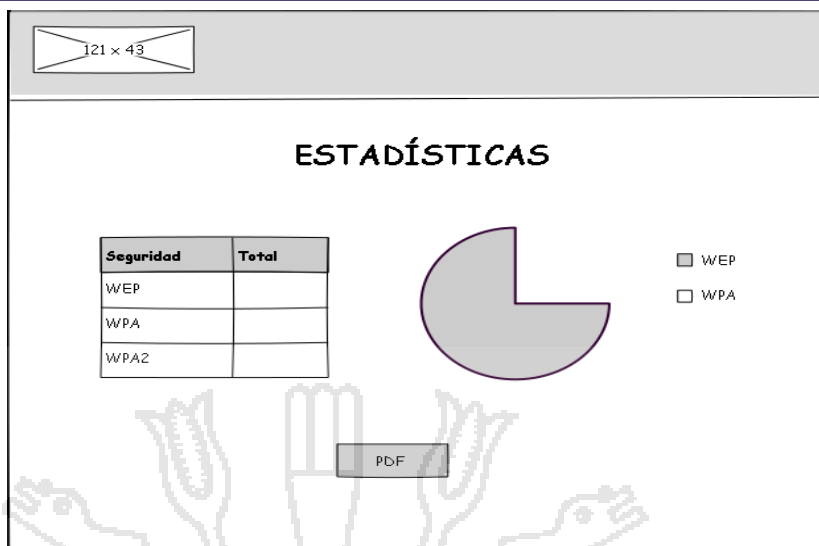 121 x 43
ESTADÍSTICAS
Seguridad Total
WEP
WPA
WPA2
WEP
WPA
PDF